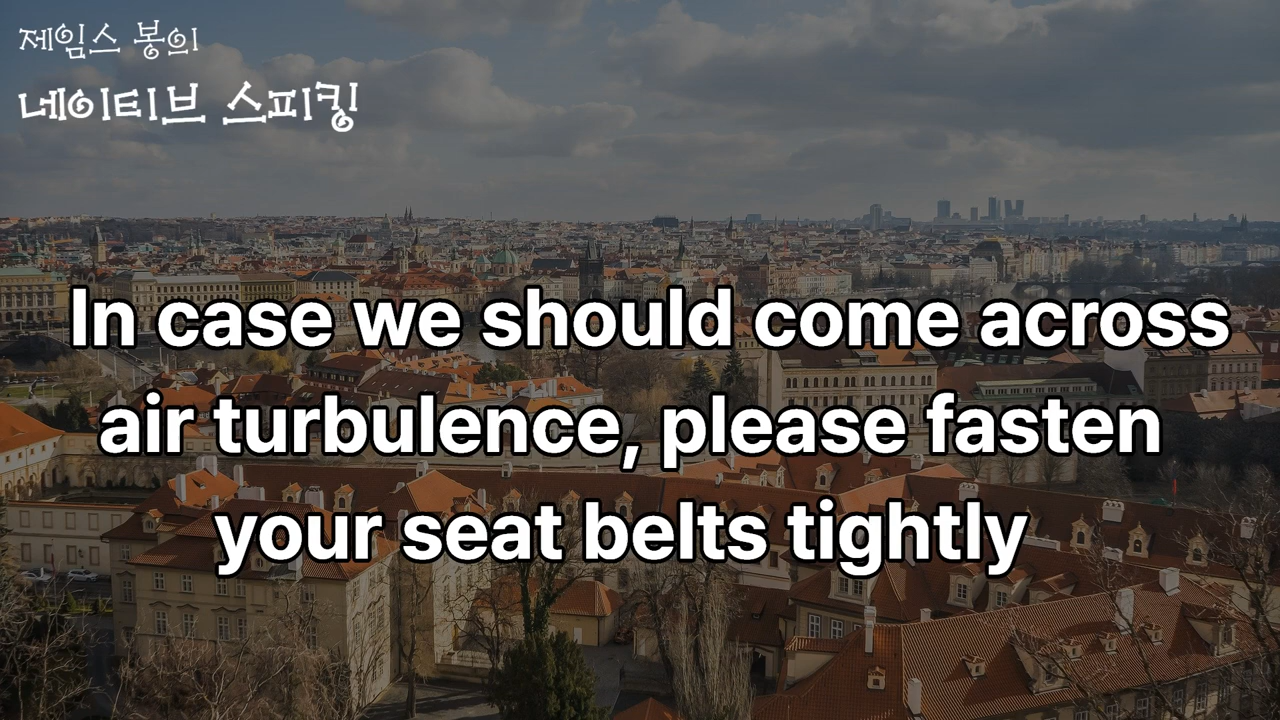 제임스 봉의
네이티브 스피킹
In case we should come across
air turbulence, please fasten
your seat belts tightly